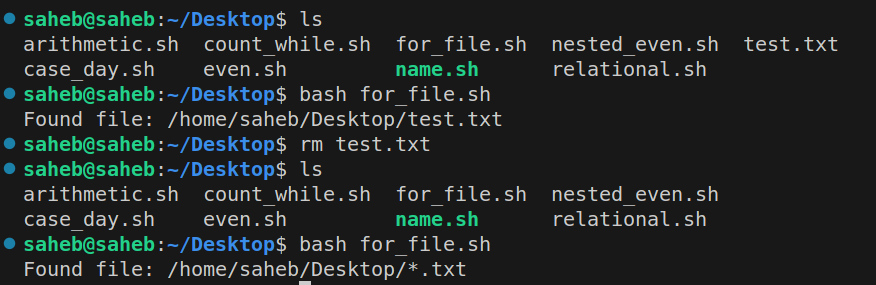 saheb@saheb:~/Desktop$ ls
arithmetic.sh  count_while.sh  for_file.sh  nested_even.sh  test.txt
case_day.sh    even.sh         name.sh      relational.sh
saheb@saheb:~/Desktop$ bash for_file.sh
Found file: /home/saheb/Desktop/test.txt
saheb@saheb:~/Desktop$ rm test.txt
saheb@saheb:~/Desktop$ ls
arithmetic.sh  count_while.sh  for_file.sh  nested_even.sh
case_day.sh    even.sh         name.sh      relational.sh
saheb@saheb:~/Desktop$ bash for_file.sh
Found file: /home/saheb/Desktop/*.txt